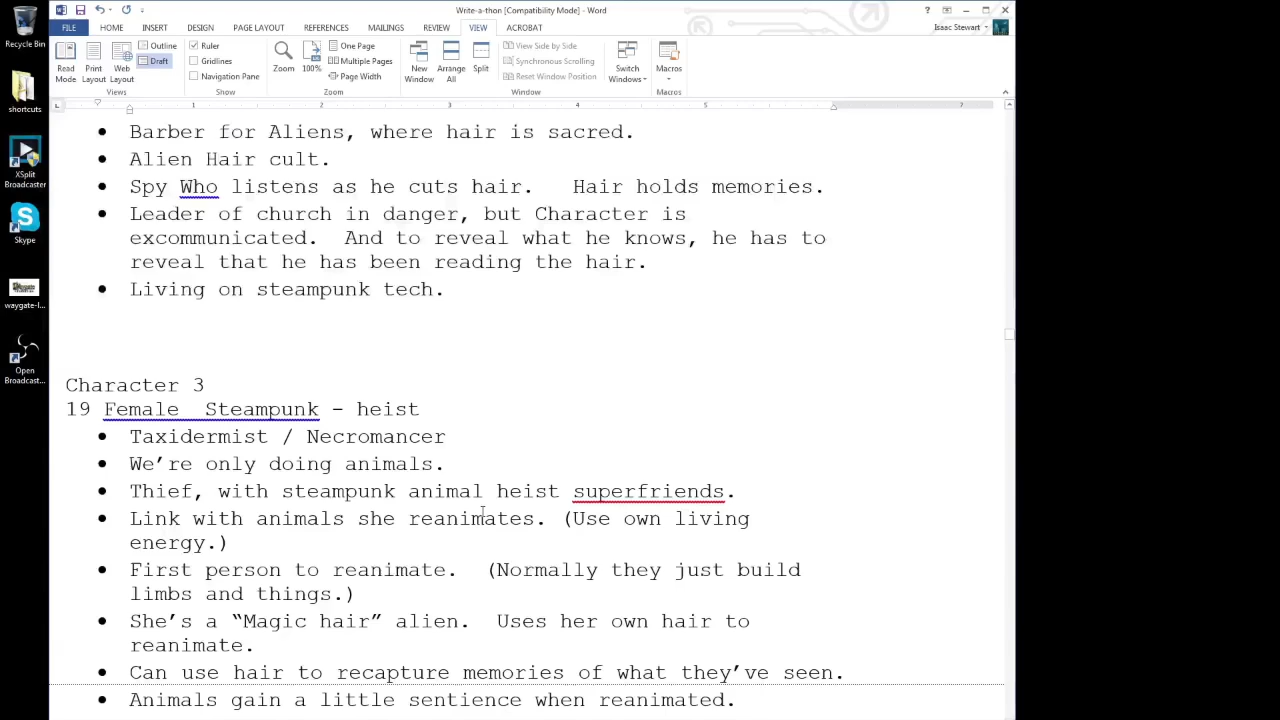 Write-a-thon [Compatibility Mode] - Word
Isaac Stewart
FILE HOME INSERT DESIGN PAGE LAYOUT REFERENCES MAILINGS REVIEW VIEW ACROBAT
Read Mode
Print Layout
Web Layout
Outline
Draft
Views
Ruler
Gridlines
Navigation Pane
Show
Zoom
100%
One Page
Multiple Pages
Page Width
Zoom
New Window
Arrange All
Split
View Side by Side
Synchronous Scrolling
Reset Window Position
Window
Switch Windows
Macros
Macros
1 2 3 4 5 7
Recycle Bin
shortcuts
XSplit Broadcaster
Skype
waygate-l...
Open Broadcast...
• Barber for Aliens, where hair is sacred.
• Alien Hair cult.
• Spy Who listens as he cuts hair. Hair holds memories.
• Leader of church in danger, but Character is
excommunicated. And to reveal what he knows, he has to
reveal that he has been reading the hair.
• Living on steampunk tech.
Character 3
19 Female Steampunk – heist
• Taxidermist / Necromancer
• We’re only doing animals.
• Thief, with steampunk animal heist superfriends.
• Link with animals she reanimates. (Use own living
energy.)
• First person to reanimate. (Normally they just build
limbs and things.)
• She’s a “Magic hair” alien. Uses her own hair to
reanimate.
• Can use hair to recapture memories of what they’ve seen.
• Animals gain a little sentience when reanimated.